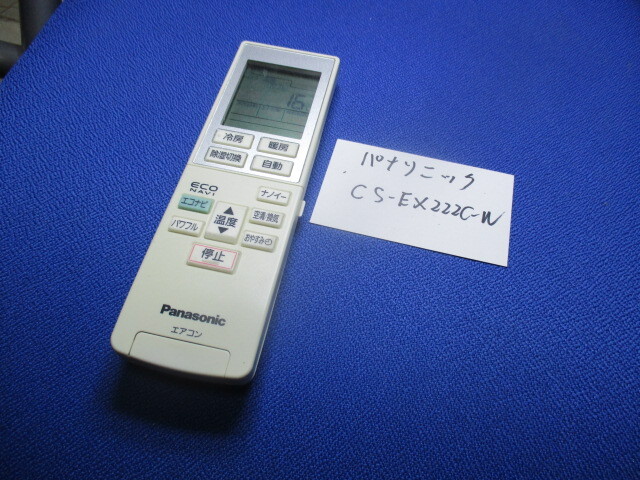 16
冷房 暖房
除湿切換 自動
ECO NAVI ナノイー
エコナビ ▲ 温度 ▼ 空清・換気
パワフル おやすみ
停止
Panasonic
エアコン
パナソニック
CS-EX222C-W